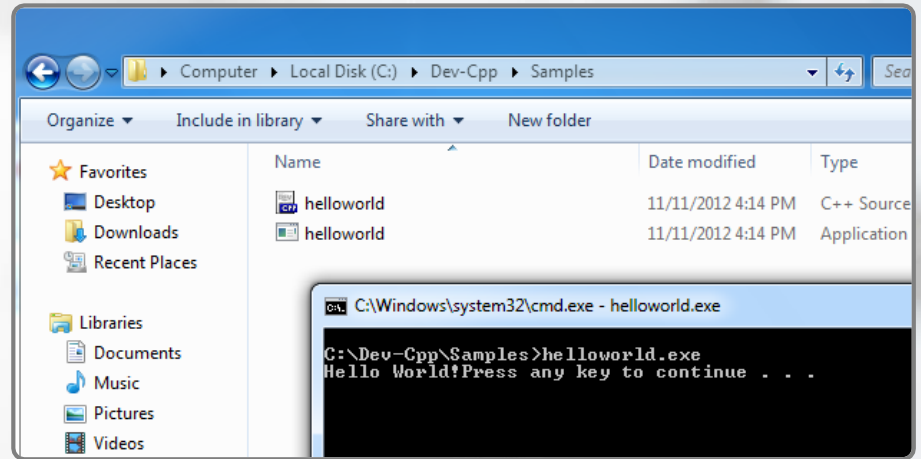 Computer ▸ Local Disk (C:) ▸ Dev-Cpp ▸ Samples
Organize Include in library Share with New folder
Name Date modified Type
Favorites
Desktop
Downloads
Recent Places
helloworld 11/11/2012 4:14 PM C++ Source
helloworld 11/11/2012 4:14 PM Application
Libraries
Documents
Music
Pictures
Videos
C:\Windows\system32\cmd.exe - helloworld.exe
C:\Dev-Cpp\Samples>helloworld.exe
Hello World!Press any key to continue . . .